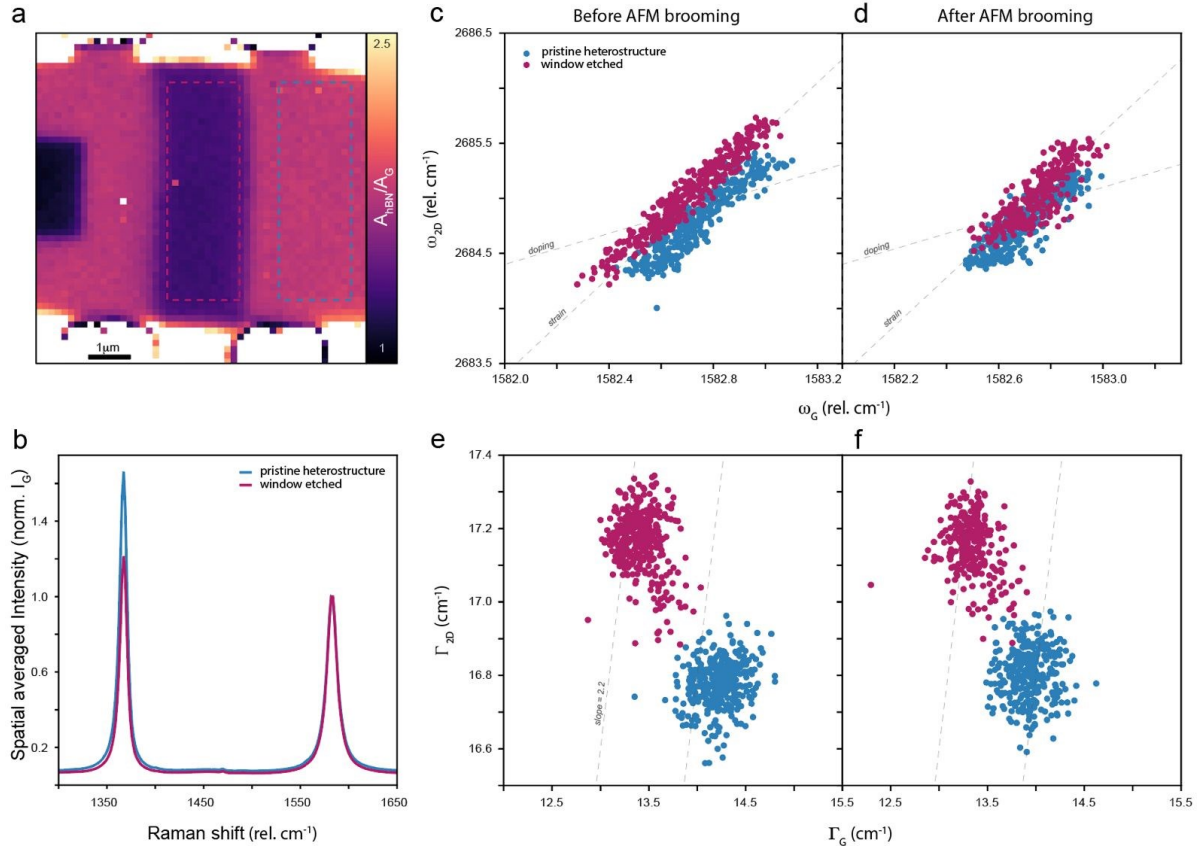 a
2.5
A_hBN/A_G
1
1μm
b
pristine heterostructure
window etched
Spatial averaged Intensity (norm. I_G)
1.4
1.0
0.6
0.2
1350
1450
1550
1650
Raman shift (rel. cm⁻¹)
c
Before AFM brooming
2686.5
2685.5
2684.5
2683.5
pristine heterostructure
window etched
ω_2D (rel. cm⁻¹)
doping
strain
1582.0
1582.4
1582.8
1583.2
d
After AFM brooming
doping
strain
1582.2
1582.6
1583.0
ω_G (rel. cm⁻¹)
e
17.4
17.2
17.0
16.8
16.6
Γ_2D (cm⁻¹)
slope = 2.2
12.5
13.5
14.5
15.5
f
12.5
13.5
14.5
15.5
Γ_G (cm⁻¹)